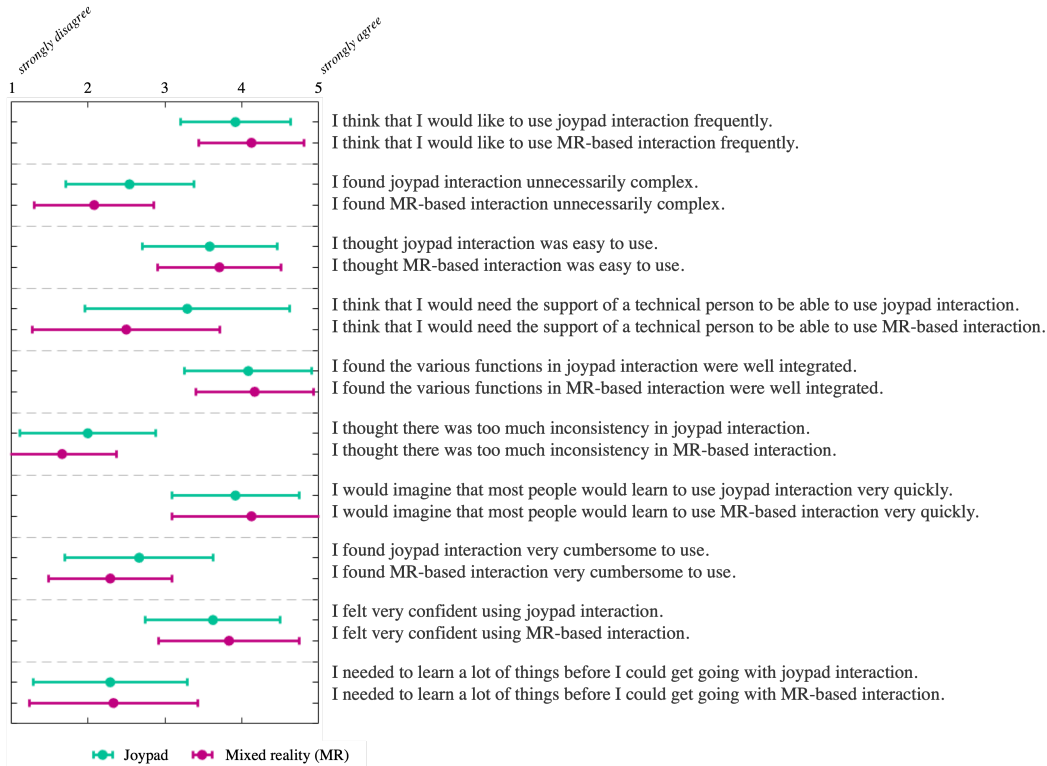 strongly disagree
strongly agree
1 2 3 4 5
I think that I would like to use joypad interaction frequently.
I think that I would like to use MR-based interaction frequently.
I found joypad interaction unnecessarily complex.
I found MR-based interaction unnecessarily complex.
I thought joypad interaction was easy to use.
I thought MR-based interaction was easy to use.
I think that I would need the support of a technical person to be able to use joypad interaction.
I think that I would need the support of a technical person to be able to use MR-based interaction.
I found the various functions in joypad interaction were well integrated.
I found the various functions in MR-based interaction were well integrated.
I thought there was too much inconsistency in joypad interaction.
I thought there was too much inconsistency in MR-based interaction.
I would imagine that most people would learn to use joypad interaction very quickly.
I would imagine that most people would learn to use MR-based interaction very quickly.
I found joypad interaction very cumbersome to use.
I found MR-based interaction very cumbersome to use.
I felt very confident using joypad interaction.
I felt very confident using MR-based interaction.
I needed to learn a lot of things before I could get going with joypad interaction.
I needed to learn a lot of things before I could get going with MR-based interaction.
Joypad Mixed reality (MR)